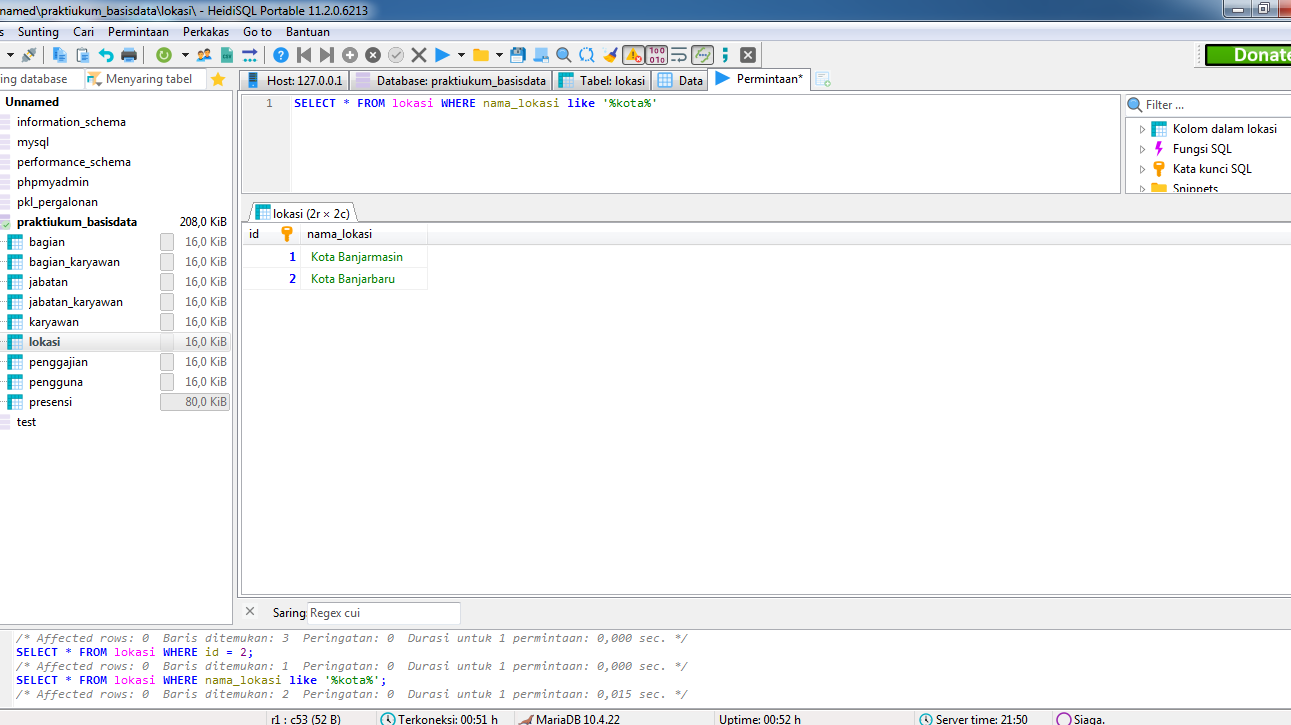 named\praktiukum_basisdata\lokasi\ - HeidiSQL Portable 11.2.0.6213
s Sunting Cari Permintaan Perkakas Go to Bantuan
Donate
ing database Menyaring tabel Host: 127.0.0.1 Database: praktiukum_basisdata Tabel: lokasi Data Permintaan*
Unnamed
information_schema
mysql
performance_schema
phpmyadmin
pkl_pergalonan
praktiukum_basisdata 208,0 KiB
bagian 16,0 KiB
bagian_karyawan 16,0 KiB
jabatan 16,0 KiB
jabatan_karyawan 16,0 KiB
karyawan 16,0 KiB
lokasi 16,0 KiB
penggajian 16,0 KiB
pengguna 16,0 KiB
presensi 80,0 KiB
test
1 SELECT * FROM lokasi WHERE nama_lokasi like '%kota%'
Filter ...
Kolom dalam lokasi
Fungsi SQL
Kata kunci SQL
Snippets
lokasi (2r × 2c)
id nama_lokasi
1 Kota Banjarmasin
2 Kota Banjarbaru
Saring: Regex cui
/* Affected rows: 0 Baris ditemukan: 3 Peringatan: 0 Durasi untuk 1 permintaan: 0,000 sec. */
SELECT * FROM lokasi WHERE id = 2;
/* Affected rows: 0 Baris ditemukan: 1 Peringatan: 0 Durasi untuk 1 permintaan: 0,000 sec. */
SELECT * FROM lokasi WHERE nama_lokasi like '%kota%';
/* Affected rows: 0 Baris ditemukan: 2 Peringatan: 0 Durasi untuk 1 permintaan: 0,015 sec. */
r1 : c53 (52 B) Terkoneksi: 00:51 h MariaDB 10.4.22 Uptime: 00:52 h Server time: 21:50 Siaga.